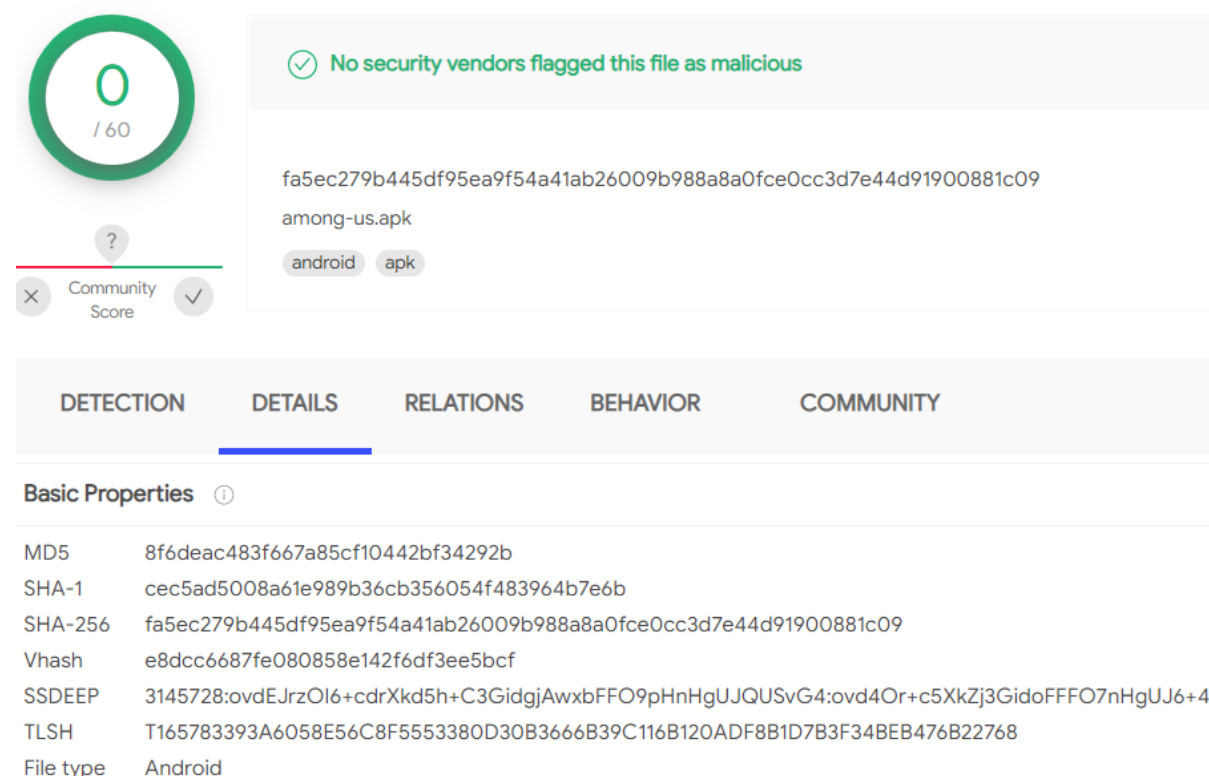 0
/ 60
?
Community
Score
No security vendors flagged this file as malicious
fa5ec279b445df95ea9f54a41ab26009b988a8a0fce0cc3d7e44d91900881c09
among-us.apk
android apk
DETECTION DETAILS RELATIONS BEHAVIOR COMMUNITY
Basic Properties
MD5 8f6deac483f667a85cf10442bf34292b
SHA-1 cec5ad5008a61e989b36cb356054f483964b7e6b
SHA-256 fa5ec279b445df95ea9f54a41ab26009b988a8a0fce0cc3d7e44d91900881c09
Vhash e8dcc6687fe080858e142f6df3ee5bcf
SSDEEP 3145728:ovdEJrzOI6+cdrXkd5h+C3GidgjAwxbFFO9pHnHgUJQUSvG4:ovd4Or+c5XkZj3GidoFFFO7nHgUJ6+4
TLSH T165783393A6058E56C8F5553380D30B3666B39C116B120ADF8B1D7B3F34BEB476B22768
File type Android